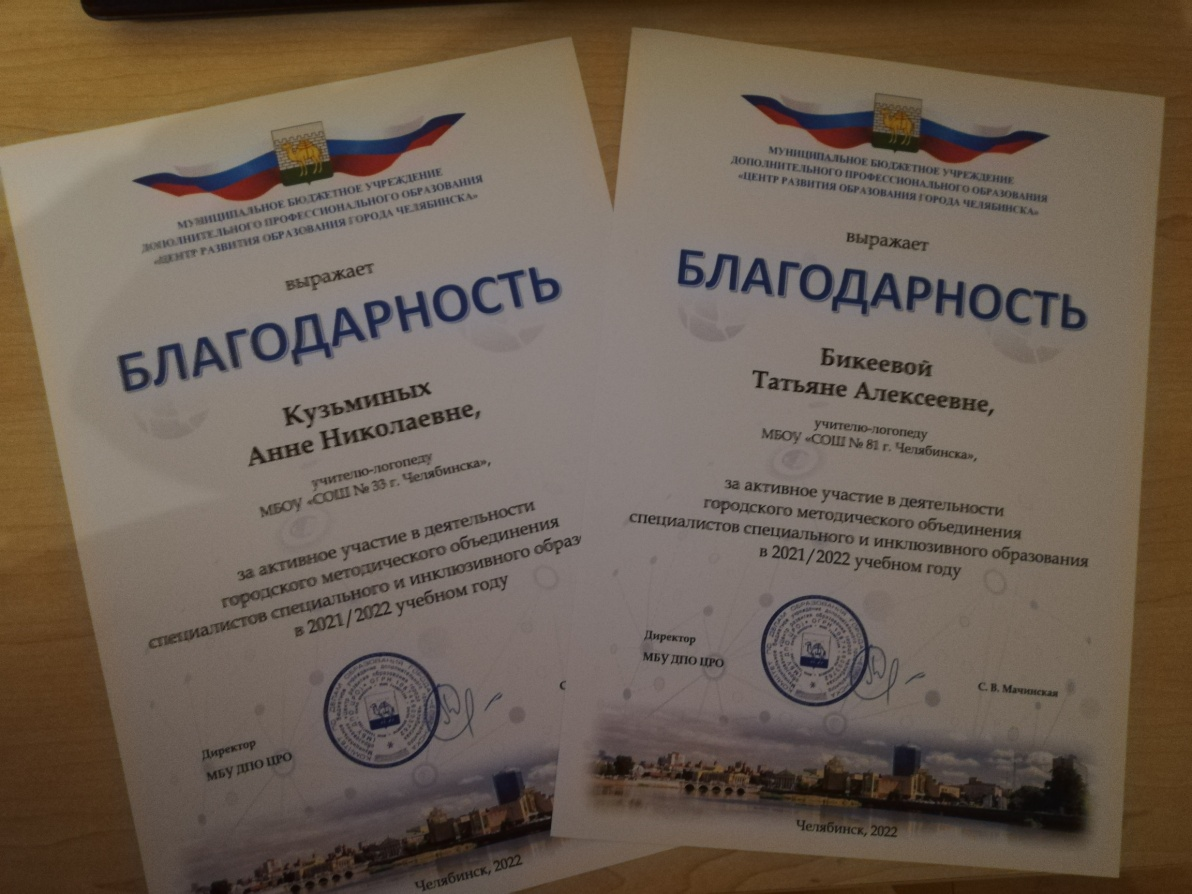 МУНИЦИПАЛЬНОЕ БЮДЖЕТНОЕ УЧРЕЖДЕНИЕ
ДОПОЛНИТЕЛЬНОГО ПРОФЕССИОНАЛЬНОГО ОБРАЗОВАНИЯ
«ЦЕНТР РАЗВИТИЯ ОБРАЗОВАНИЯ ГОРОДА ЧЕЛЯБИНСКА»
выражает
БЛАГОДАРНОСТЬ
Кузьминых
Анне Николаевне,
учителю-логопеду
МБОУ «СОШ № 33 г. Челябинска»,
за активное участие в деятельности
городского методического объединения
специалистов специального и инклюзивного образо
в 2021/2022 учебном году
Директор
МБУ ДПО ЦРО
С
Челябинск, 2022
МУНИЦИПАЛЬНОЕ БЮДЖЕТНОЕ УЧРЕЖДЕНИЕ
ДОПОЛНИТЕЛЬНОГО ПРОФЕССИОНАЛЬНОГО ОБРАЗОВАНИЯ
«ЦЕНТР РАЗВИТИЯ ОБРАЗОВАНИЯ ГОРОДА ЧЕЛЯБИНСКА»
выражает
БЛАГОДАРНОСТЬ
Бикеевой
Татьяне Алексеевне,
учителю-логопеду
МБОУ «СОШ № 81 г. Челябинска»,
за активное участие в деятельности
городского методического объединения
специалистов специального и инклюзивного образования
в 2021/2022 учебном году
Директор
МБУ ДПО ЦРО
С. В. Мачинская
Челябинск, 2022